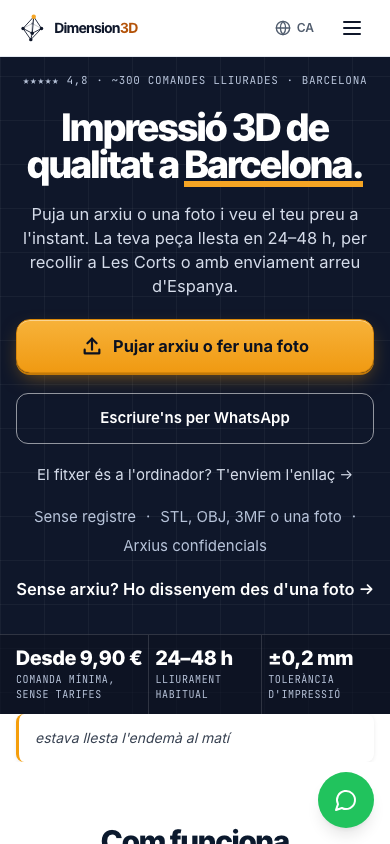 Dimension3D
CA
★★★★★ 4,8 · ~300 COMANDES LLIURADES · BARCELONA
Impressió 3D de
qualitat a Barcelona.
Puja un arxiu o una foto i veu el teu preu a
l'instant. La teva peça llesta en 24–48 h, per
recollir a Les Corts o amb enviament arreu
d'Espanya.
Pujar arxiu o fer una foto
Escriure'ns per WhatsApp
El fitxer és a l'ordinador? T'enviem l'enllaç →
Sense registre · STL, OBJ, 3MF o una foto ·
Arxius confidencials
Sense arxiu? Ho dissenyem des d'una foto →
Desde 9,90 € 24–48 h ±0,2 mm
COMANDA MÍNIMA, LLIURAMENT TOLERÀNCIA
SENSE TARIFES HABITUAL D'IMPRESSIÓ
estava llesta l'endemà al matí
Com funciona